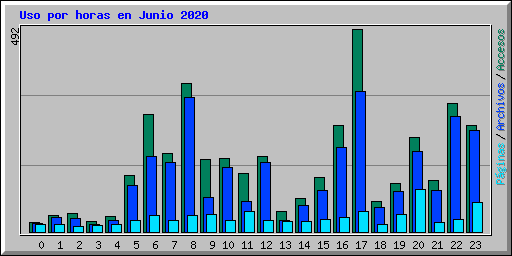 Uso por horas en Junio 2020
492
Páginas / Archivos / Accesos
0 1 2 3 4 5 6 7 8 9 10 11 12 13 14 15 16 17 18 19 20 21 22 23